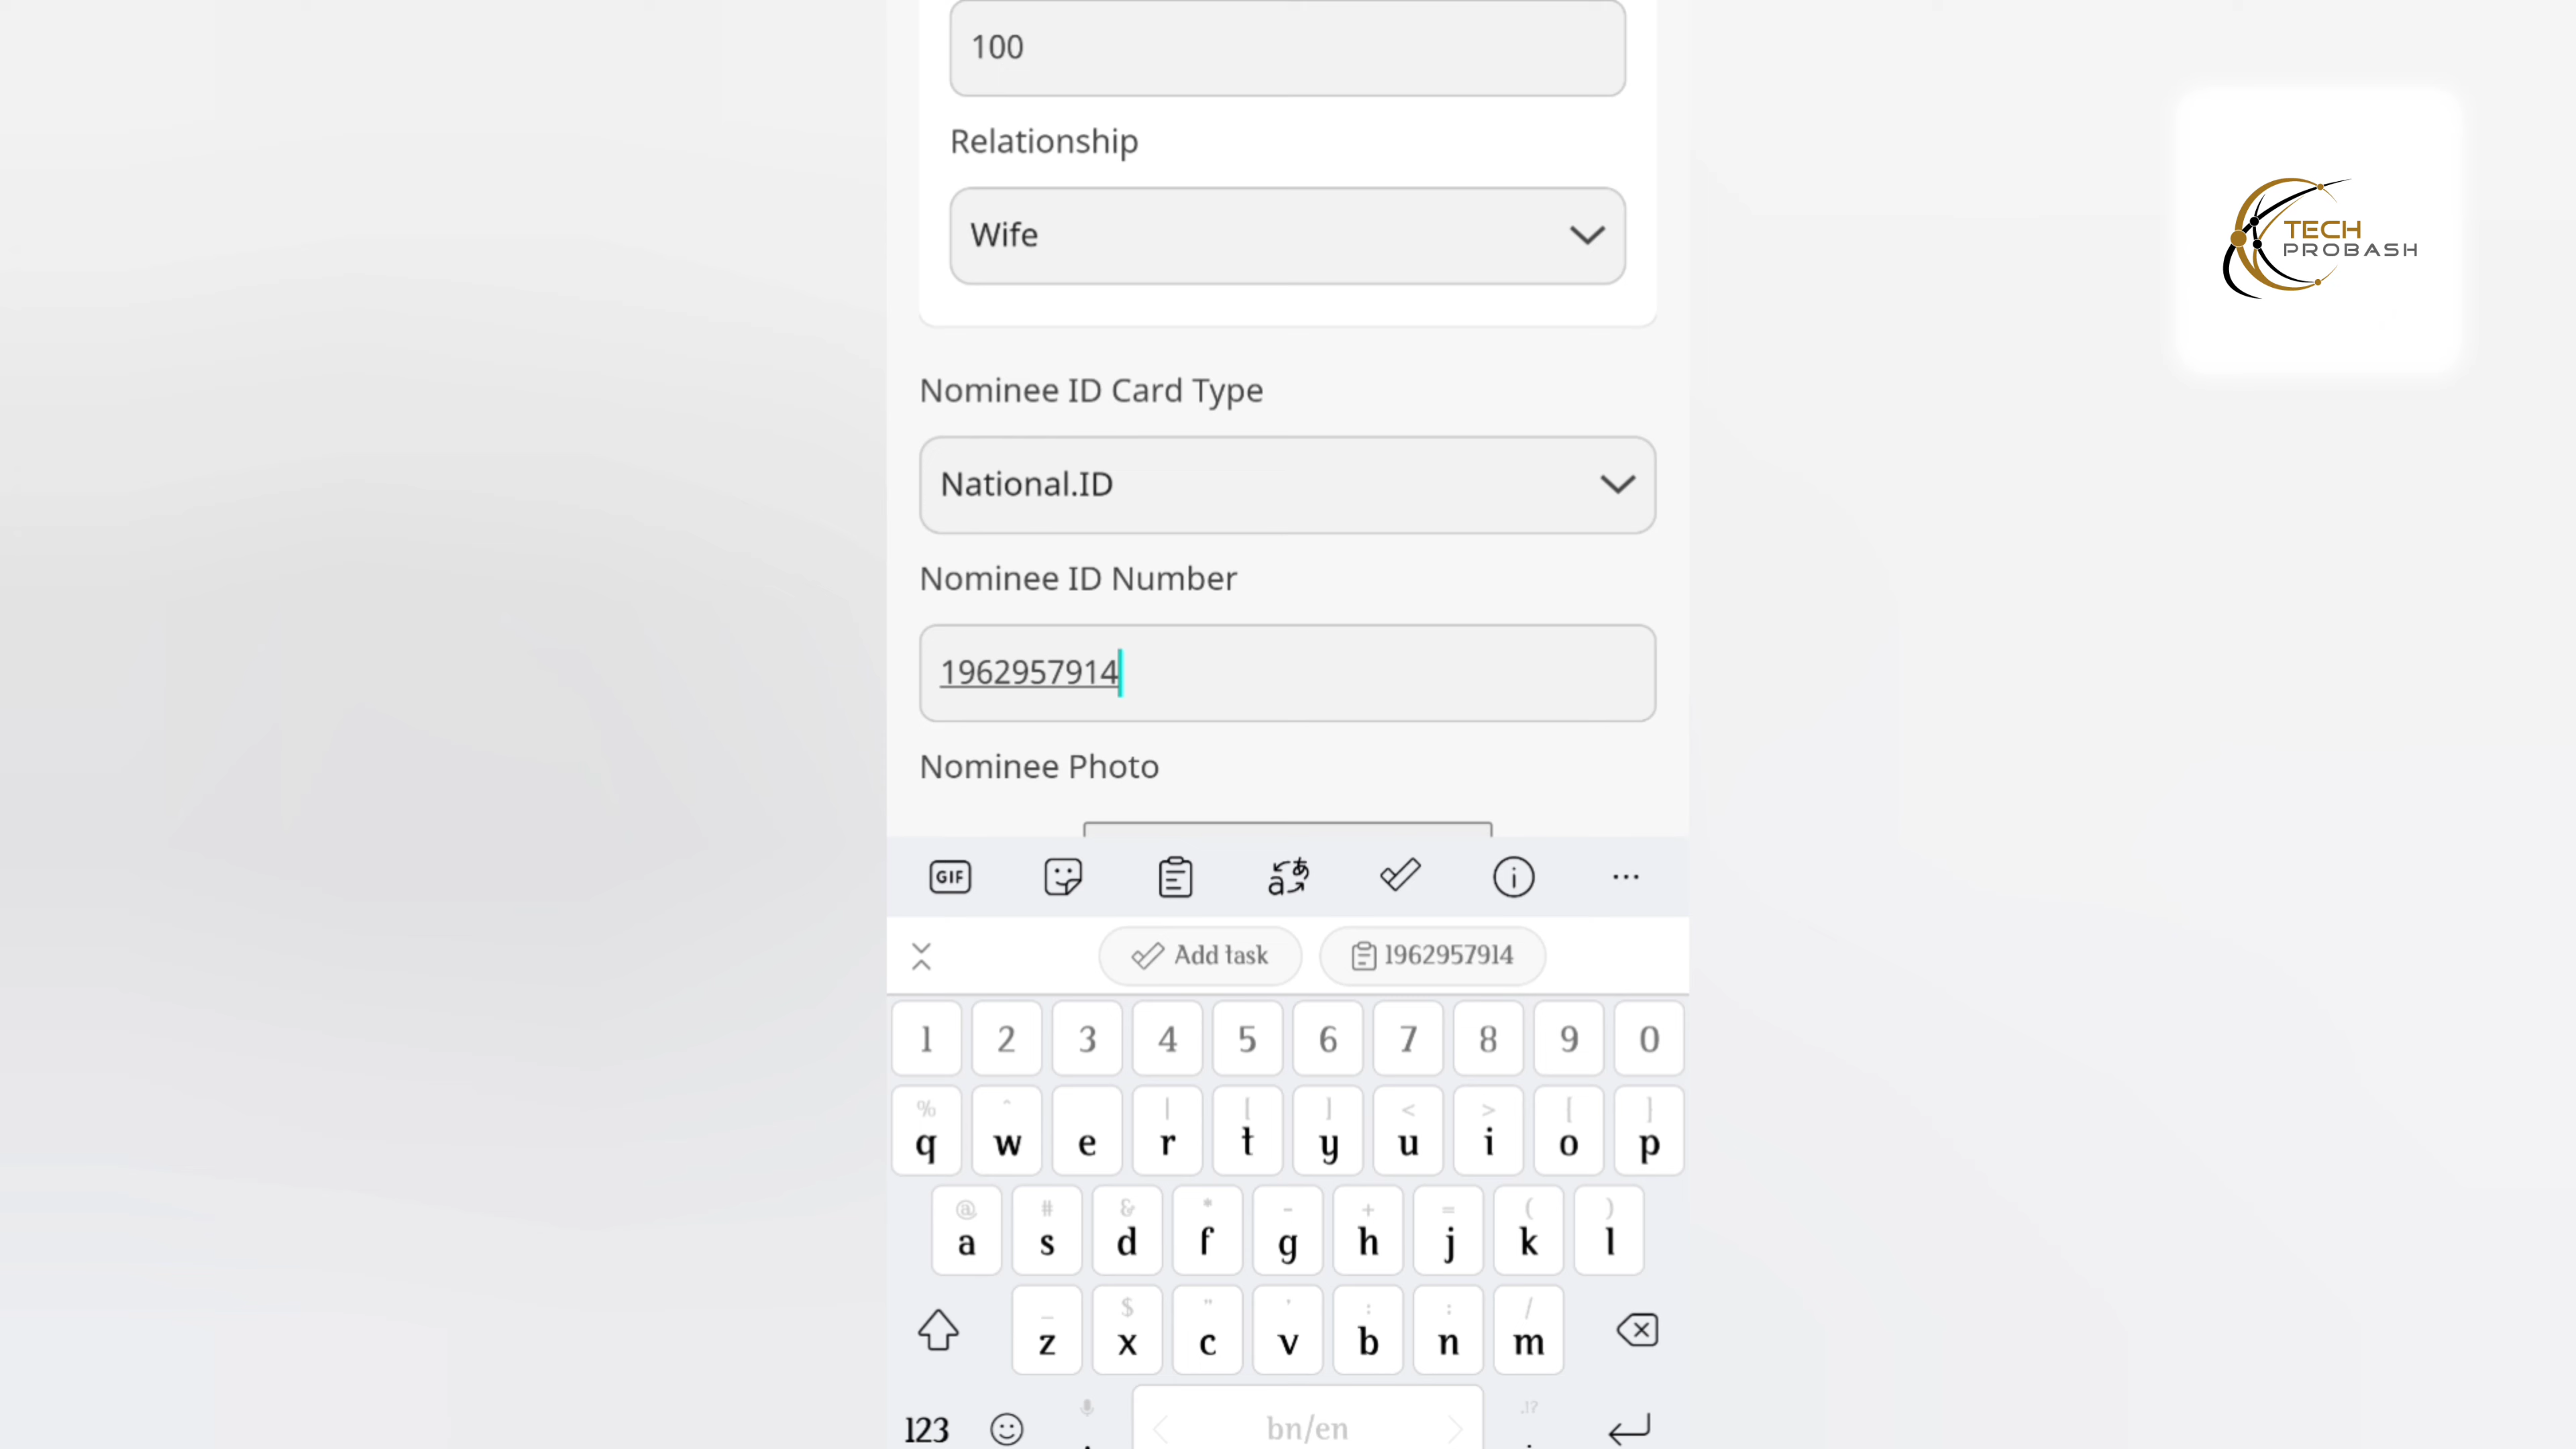 100
Relationship
Wife
TECH
PROBASH
Nominee ID Card Type
National.ID
Nominee ID Number
1962957914
Nominee Photo
GIF
Add task
1962957914
1 2 3 4 5 6 7 8 9 0
% ^ | [ ] < > { }
q w e r t y u i o p
@ # & * - + = ( )
a s d f g h j k l
_ $ " ' : ; /
z x c v b n m
123 , bn/en .!? .